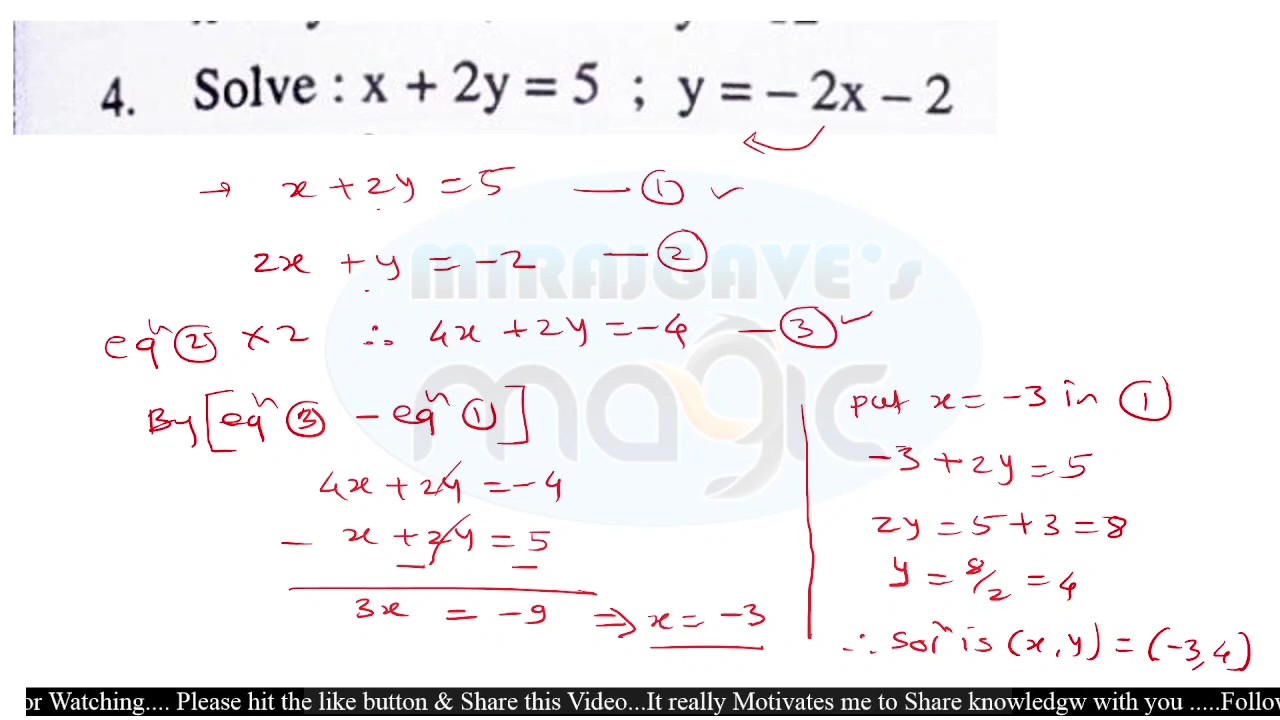 4. Solve : x + 2y = 5 ; y = – 2x – 2
→ x + 2y = 5 — ①
2x + y = -2 — ②
eqⁿ ② × 2 ∴ 4x + 2y = -4 — ③
By [eqⁿ ③ - eqⁿ ①]
4x + 2y = -4
- x + 2y = 5
3x = -9 ⇒ x = -3
put x = -3 in ①
-3 + 2y = 5
2y = 5 + 3 = 8
y = 8/2 = 4
∴ solⁿ is (x, y) = (-3, 4)
MIRAJGAVE's
magic
or Watching.... Please hit the like button & Share this Video...It really Motivates me to Share knowledgw with you .....Follo